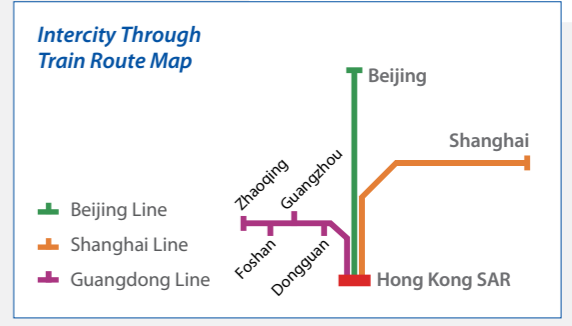 Intercity Through
Train Route Map
Beijing
Shanghai
Zhaoqing
Guangzhou
Foshan
Dongguan
Beijing Line
Shanghai Line
Guangdong Line
Hong Kong SAR